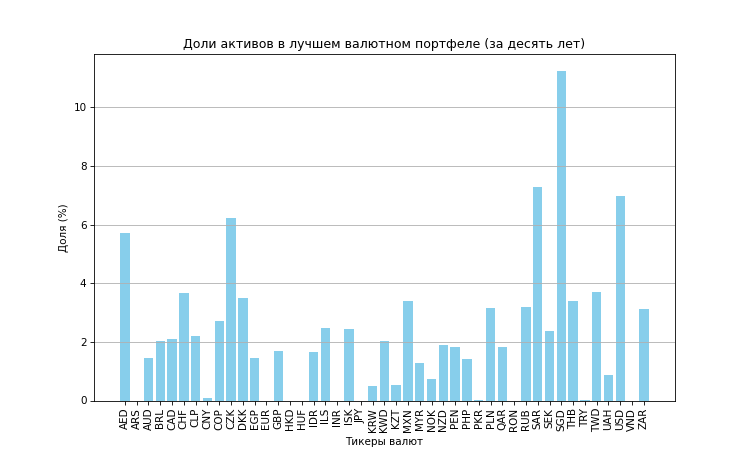 Доли активов в лучшем валютном портфеле (за десять лет)
Доля (%)
10
8
6
4
2
0
AED ARS AUD BRL CAD CHF CLP CNY COP CZK DKK EGP EUR GBP HKD HUF IDR ILS INR ISK JPY KRW KWD KZT MXN MYR NOK NZD PEN PHP PKR PLN QAR RON RUB SAR SEK SGD THB TRY TWD UAH USD VND ZAR
Тикеры валют